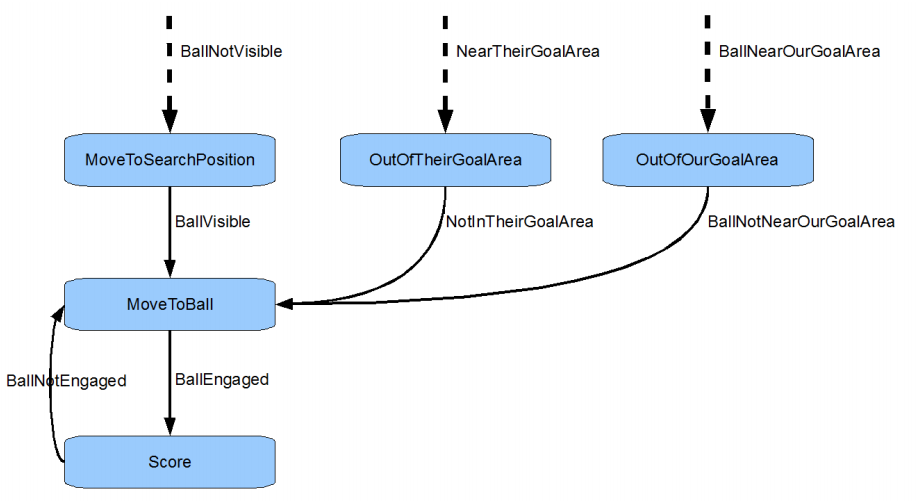 BallNotVisible
NearTheirGoalArea
BallNearOurGoalArea
MoveToSearchPosition
OutOfTheirGoalArea
OutOfOurGoalArea
BallVisible
NotInTheirGoalArea
BallNotNearOurGoalArea
MoveToBall
BallNotEngaged
BallEngaged
Score